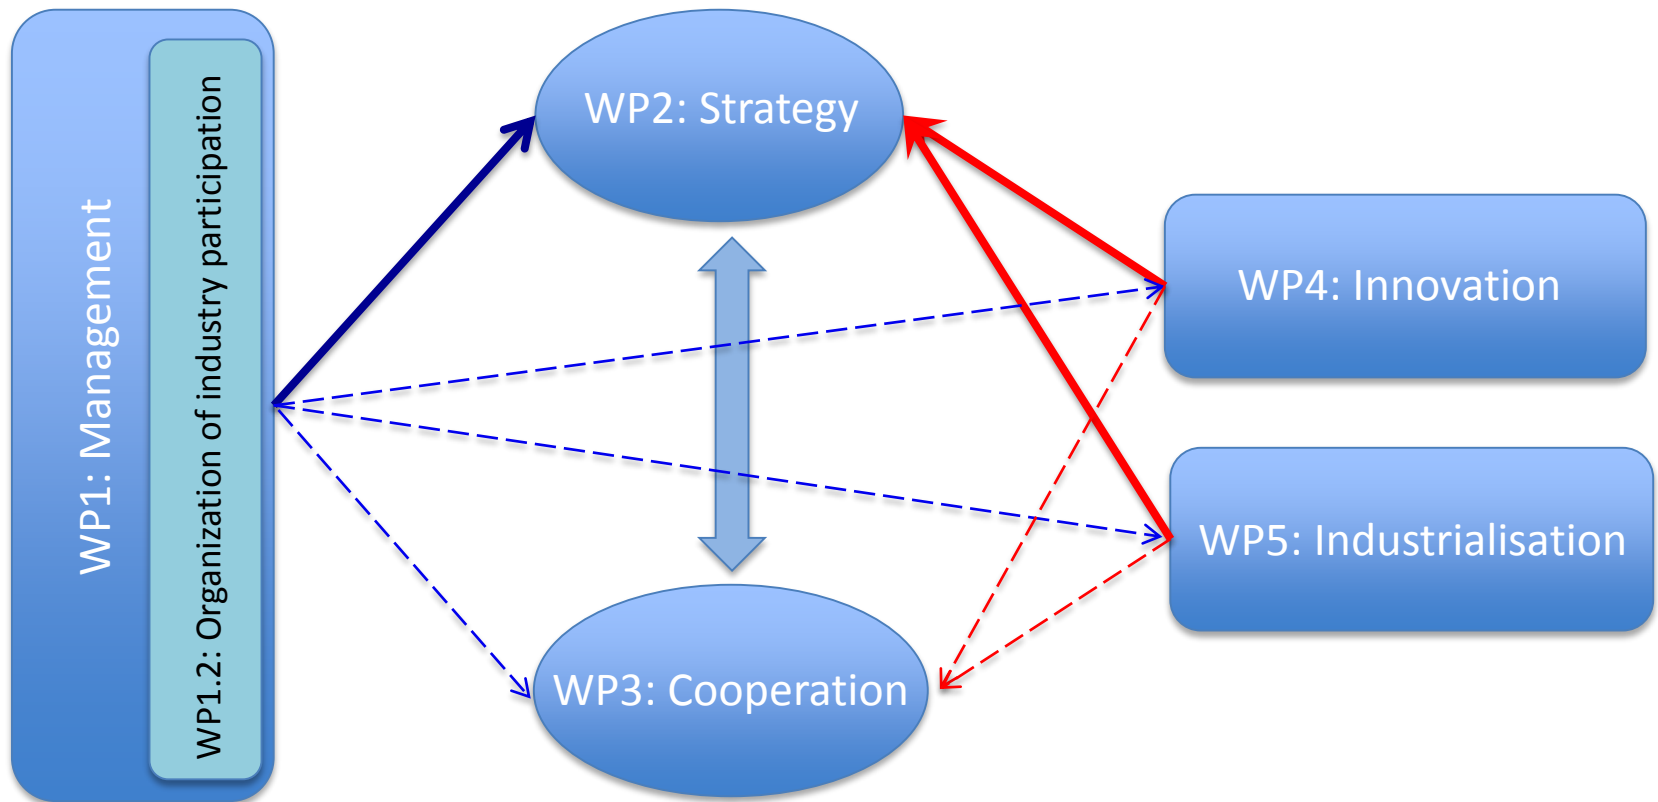 WP1: Management
WP1.2: Organization of industry participation
WP2: Strategy
WP4: Innovation
WP5: Industrialisation
WP3: Cooperation